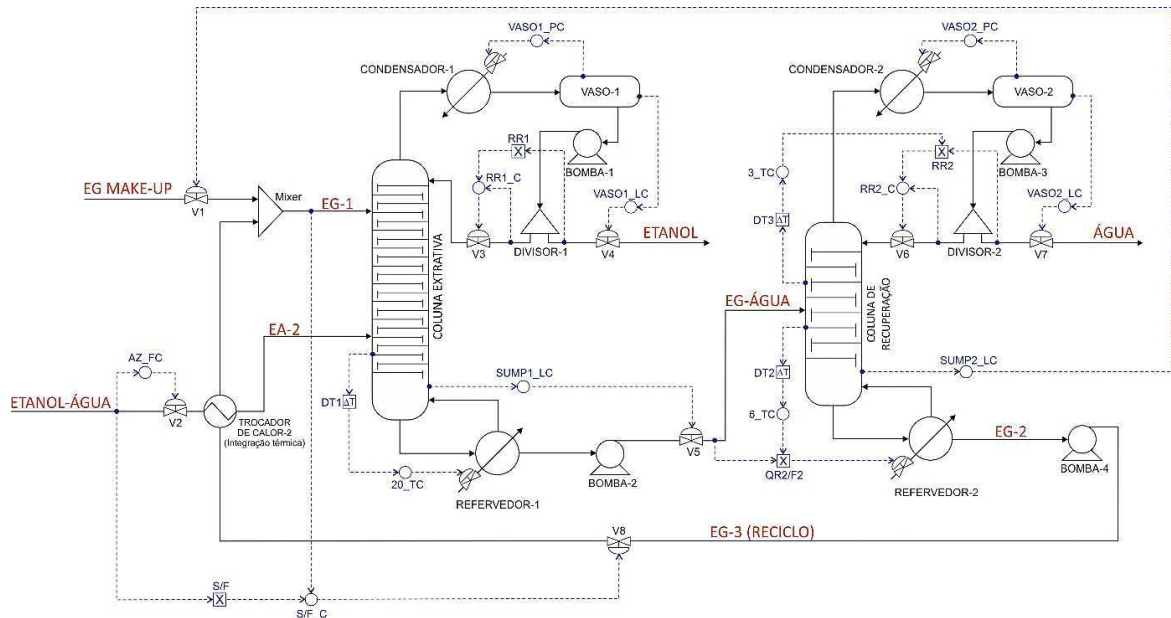 VASO1_PC
VASO2_PC
CONDENSADOR-1
CONDENSADOR-2
VASO-1
VASO-2
RR1
BOMBA-1
3_TC
RR2
BOMBA-3
EG MAKE-UP
Mixer
RR1_C
RR2_C
V1
EG-1
VASO1_LC
VASO2_LC
DT3
ΔT
ETANOL
ÁGUA
V3
DIVISOR-1
V4
V6
DIVISOR-2
V7
COLUNA EXTRATIVA
COLUNA DE
RECUPERAÇÃO
EG-ÁGUA
EA-2
AZ_FC
SUMP1_LC
SUMP2_LC
DT2
ΔT
ETANOL-ÁGUA
V2
TROCADOR
DE CALOR-2
(Integração térmica)
DT1
ΔT
6_TC
V5
EG-2
20_TC
BOMBA-2
QR2/F2
BOMBA-4
REFERVEDOR-1
REFERVEDOR-2
V8
EG-3 (RECICLO)
S/F
S/F_C
X
X
X
X